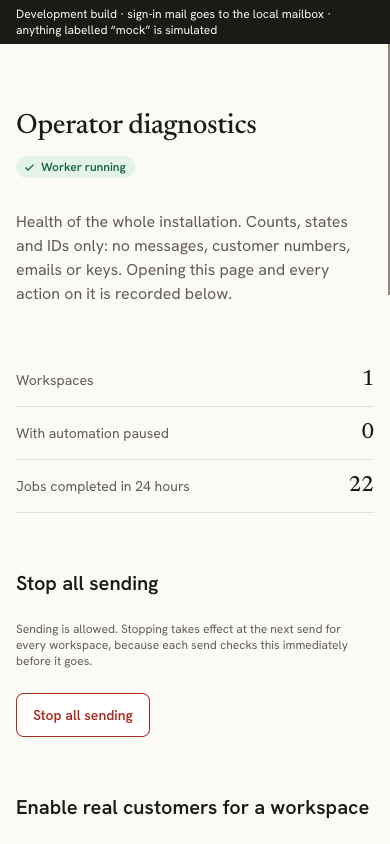 Development build · sign-in mail goes to the local mailbox ·
anything labelled “mock” is simulated
Operator diagnostics
Worker running
Health of the whole installation. Counts, states
and IDs only: no messages, customer numbers,
emails or keys. Opening this page and every
action on it is recorded below.
Workspaces 1
With automation paused 0
Jobs completed in 24 hours 22
Stop all sending
Sending is allowed. Stopping takes effect at the next send for
every workspace, because each send checks this immediately
before it goes.
Stop all sending
Enable real customers for a workspace